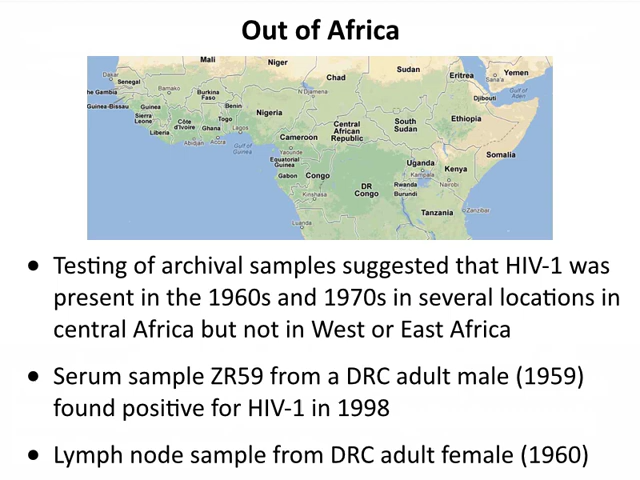 Out of Africa
Mali
Niger
Chad
Sudan
Eritrea
Yemen
Dakar
Senegal
Sana'a
Gulf of
Aden
he Gambia
Bamako
Burkina
Faso
N'Djamena
Djibouti
Guinea-Bissau
Guinea
Benin
Nigeria
Sierra
Leone
Côte
d'Ivoire
Togo
Ghana
Lagos
Central
African
Republic
South
Sudan
Ethiopia
Liberia
Abidjan
Accra
Cameroon
Gulf of
Guinea
Yaounde
Somalia
Equatorial
Guinea
Uganda
Kampala
Kenya
Gabon
Congo
DR
Congo
Rwanda
Nairobi
Kinshasa
Burundi
Tanzania
Zanzibar
Luanda
● Testing of archival samples suggested that HIV-1 was
present in the 1960s and 1970s in several locations in
central Africa but not in West or East Africa
● Serum sample ZR59 from a DRC adult male (1959)
found positive for HIV-1 in 1998
● Lymph node sample from DRC adult female (1960)